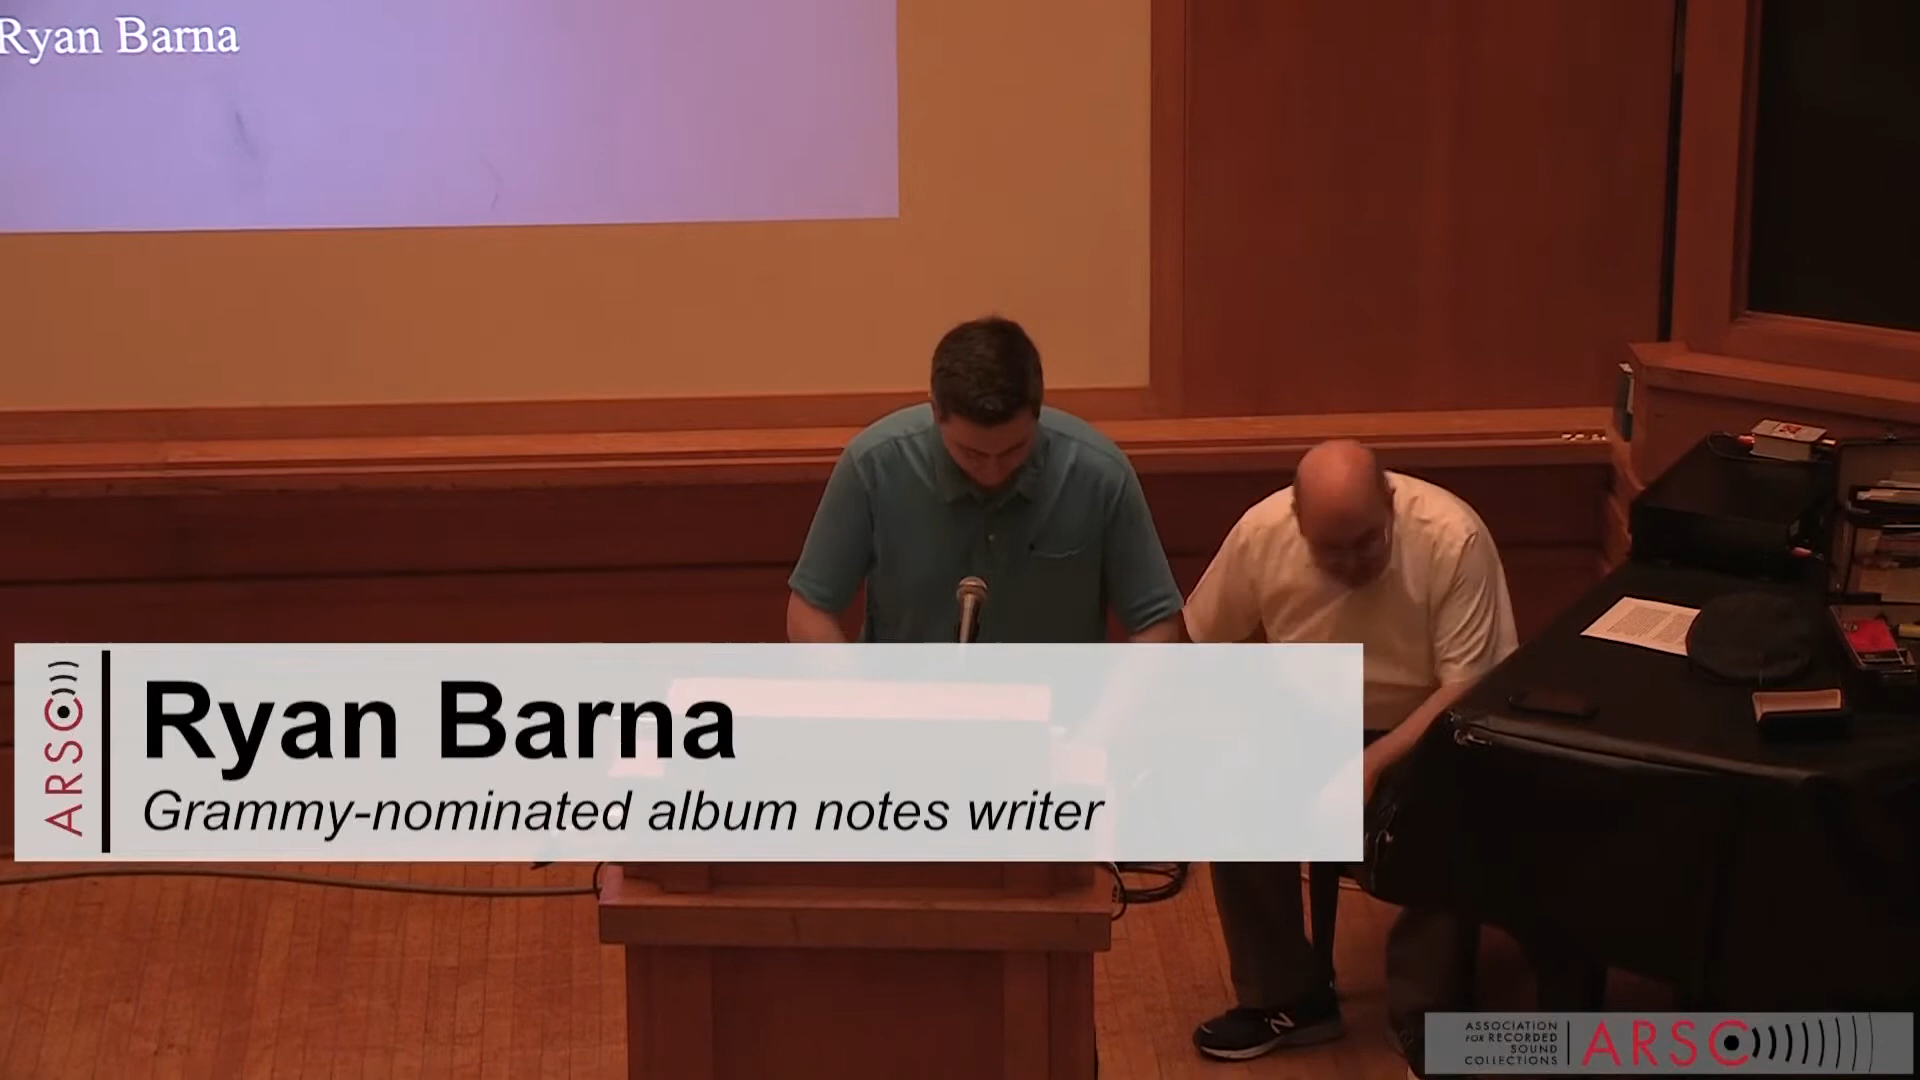 Ryan Barna
ARSC
Ryan Barna
Grammy-nominated album notes writer
ASSOCIATION
FOR RECORDED
SOUND
COLLECTIONS
ARSC